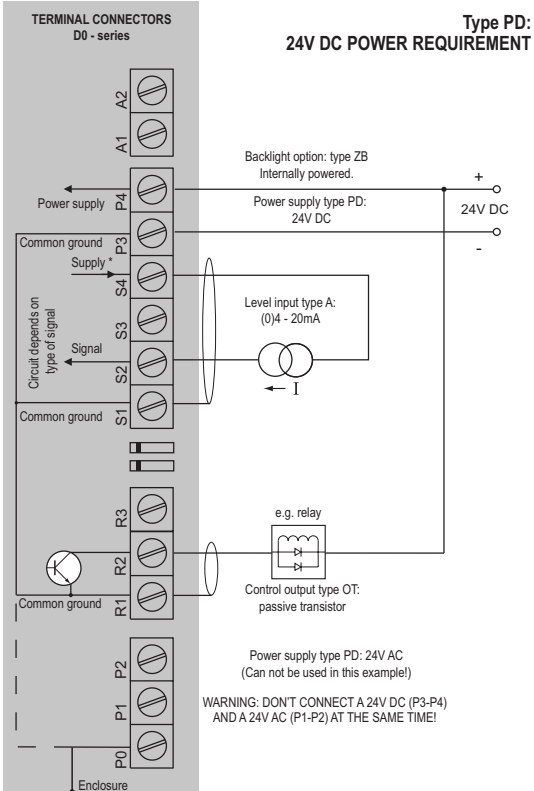 TERMINAL CONNECTORS
D0 - series
Type PD:
24V DC POWER REQUIREMENT
A2
A1
Backlight option: type ZB
Internally powered.
+
P4
Power supply
Power supply type PD:
24V DC
24V DC
P3
Common ground
-
Supply *
S4
Level input type A:
(0)4 - 20mA
S3
Circuit depends on
type of signal
Signal
S2
I
S1
Common ground
R3
e.g. relay
R2
Control output type OT:
passive transistor
R1
Common ground
P2
Power supply type PD: 24V AC
(Can not be used in this example!)
P1
WARNING: DON'T CONNECT A 24V DC (P3-P4)
AND A 24V AC (P1-P2) AT THE SAME TIME!
P0
Enclosure